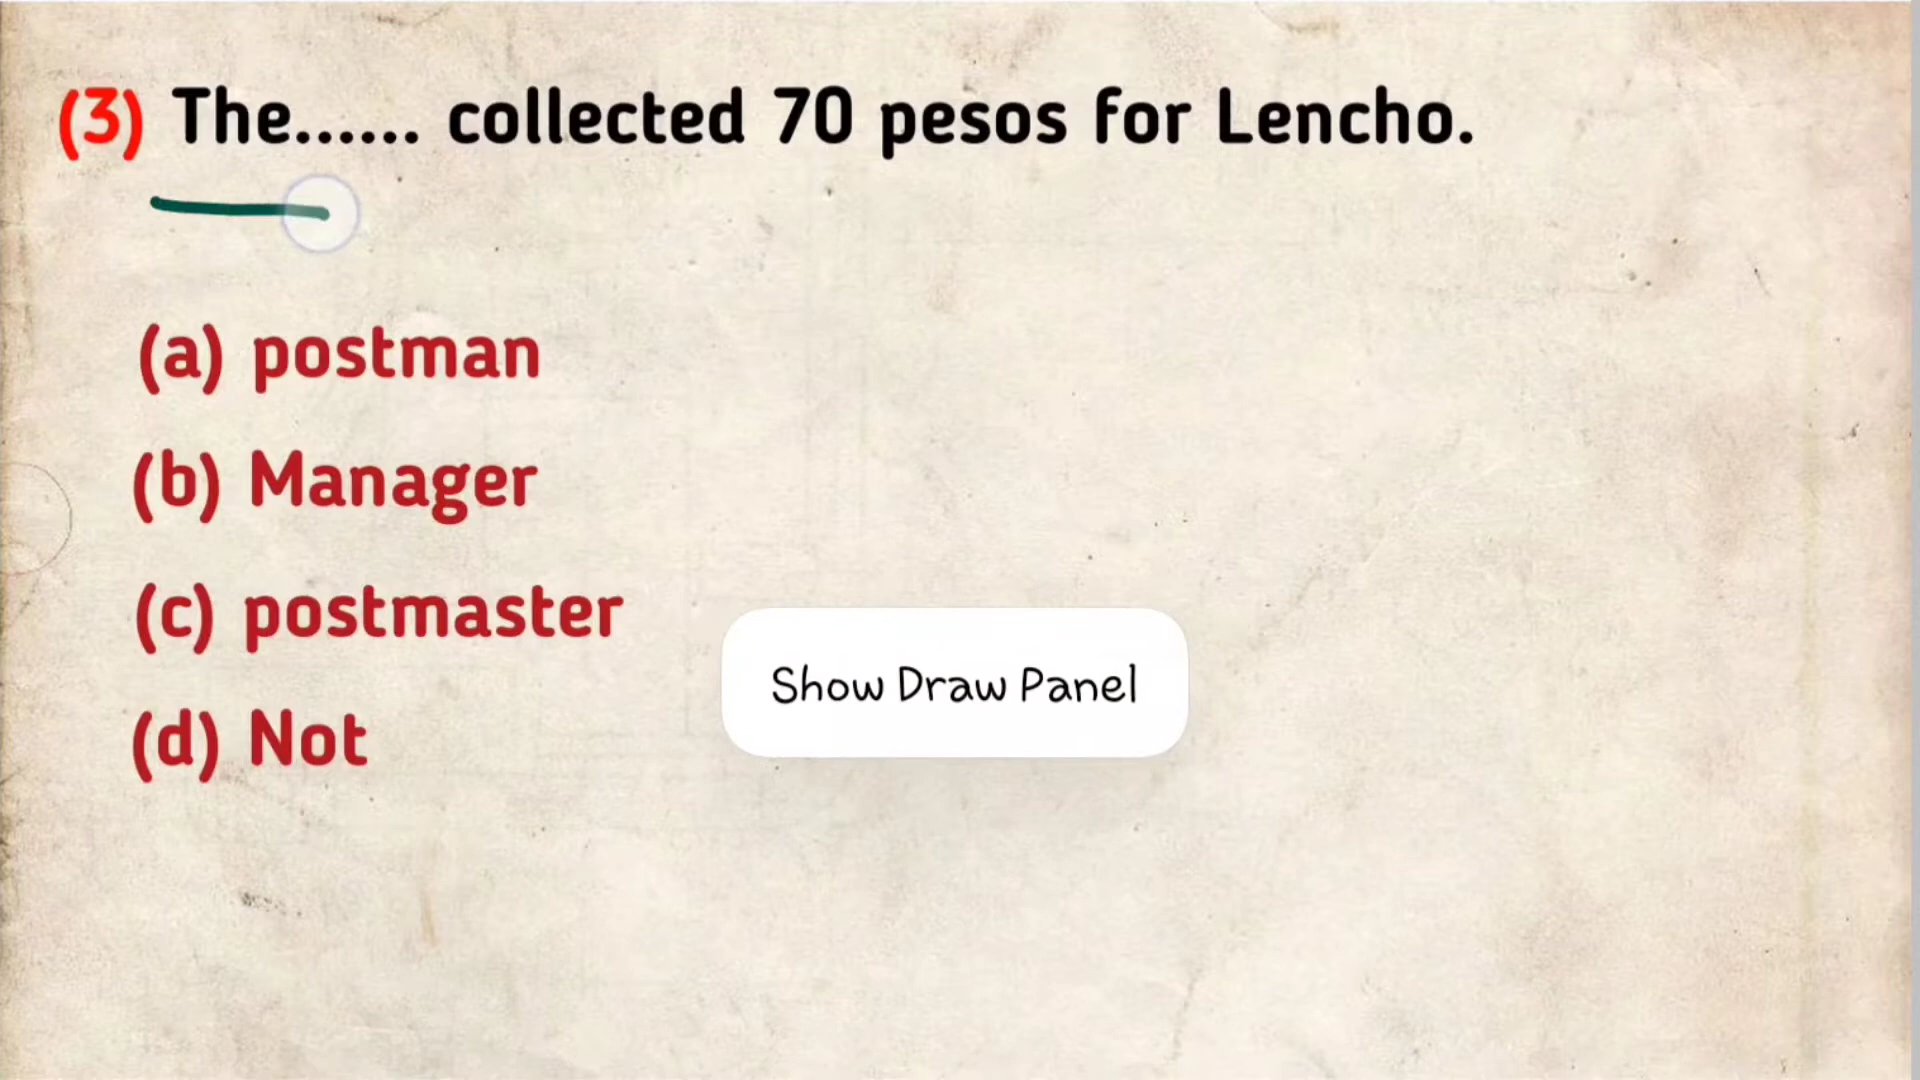 (3) The...... collected 70 pesos for Lencho.
(a) postman
(b) Manager
(c) postmaster
(d) Not
Show Draw Panel